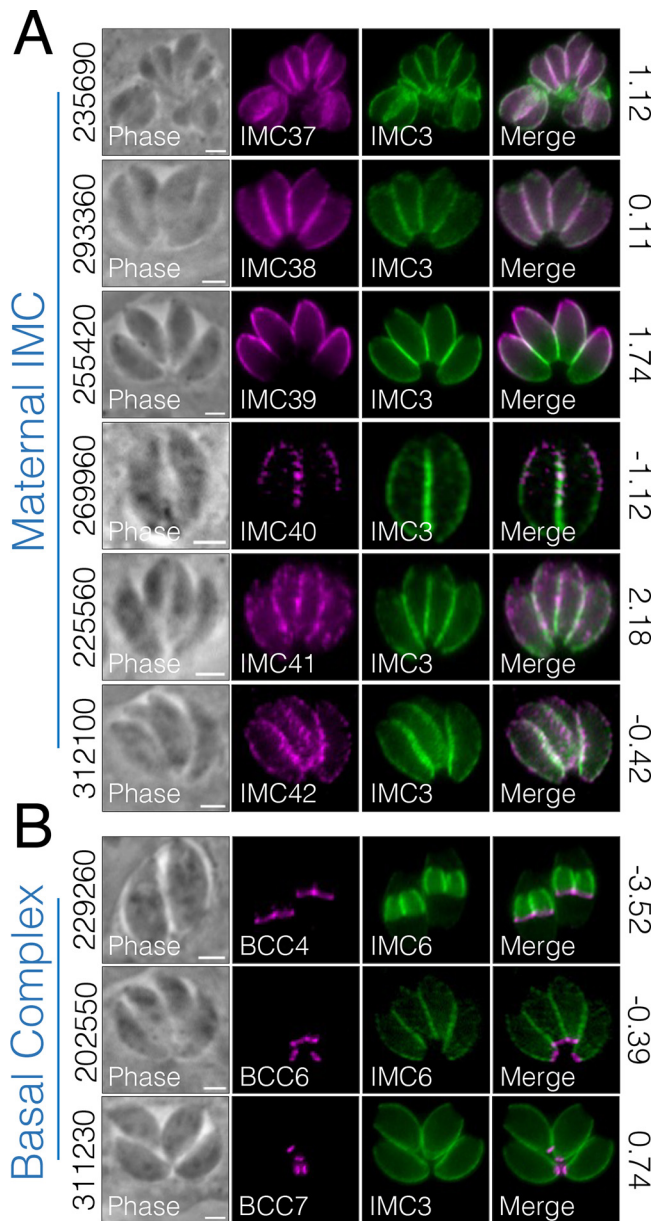 A
Maternal IMC
235690
Phase
IMC37
IMC3
Merge
1.12
293360
Phase
IMC38
IMC3
Merge
0.11
255420
Phase
IMC39
IMC3
Merge
1.74
269960
Phase
IMC40
IMC3
Merge
-1.12
225560
Phase
IMC41
IMC3
Merge
2.18
312100
Phase
IMC42
IMC3
Merge
-0.42
B
Basal Complex
229260
Phase
BCC4
IMC6
Merge
-3.52
202550
Phase
BCC6
IMC6
Merge
-0.39
311230
Phase
BCC7
IMC3
Merge
0.74